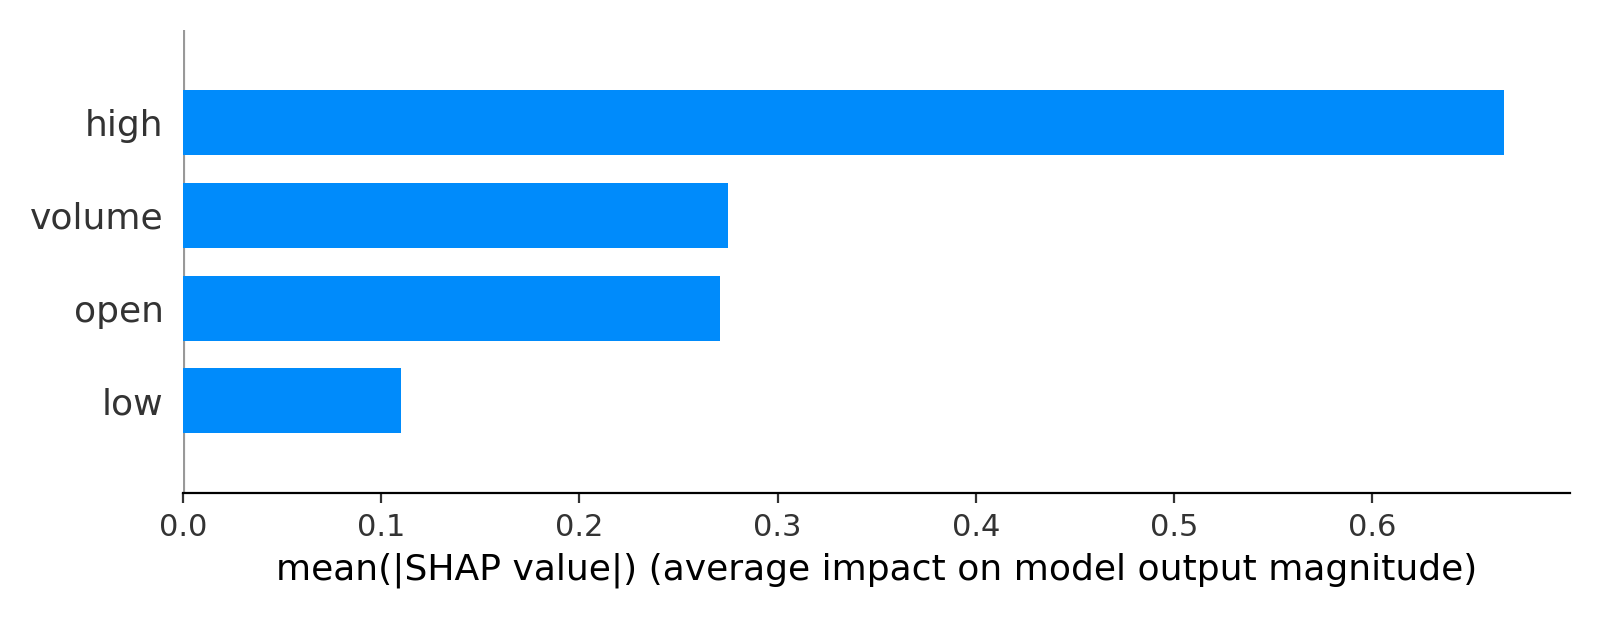 high
volume
open
low
0.0 0.1 0.2 0.3 0.4 0.5 0.6
mean(|SHAP value|) (average impact on model output magnitude)